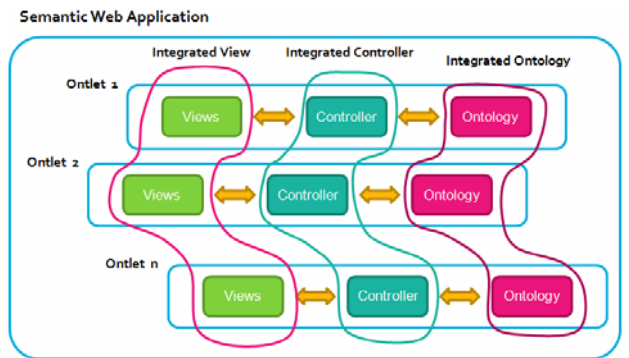 Semantic Web Application
Integrated View
Integrated Controller
Integrated Ontology
Ontlet 1
Views
Controller
Ontology
Ontlet 2
Views
Controller
Ontology
Ontlet n
Views
Controller
Ontology